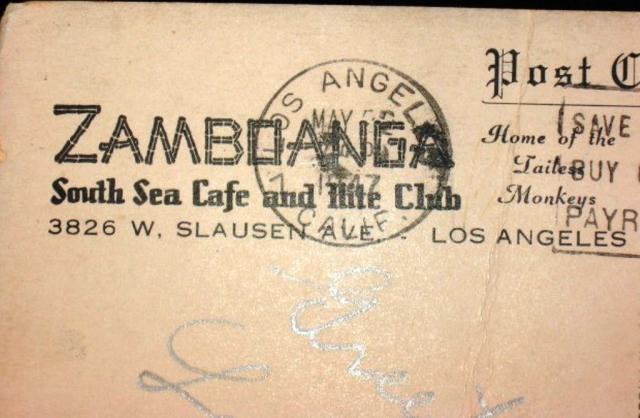 Post
ZAMBOANGA
South Sea Cafe and Nite Club
3826 W, SLAUSEN AVE. - LOS ANGELES
Home of the
Tailess
Monkeys
LOS ANGELES
MAY
1947
CALIF.
SAVE
BUY
PAYR